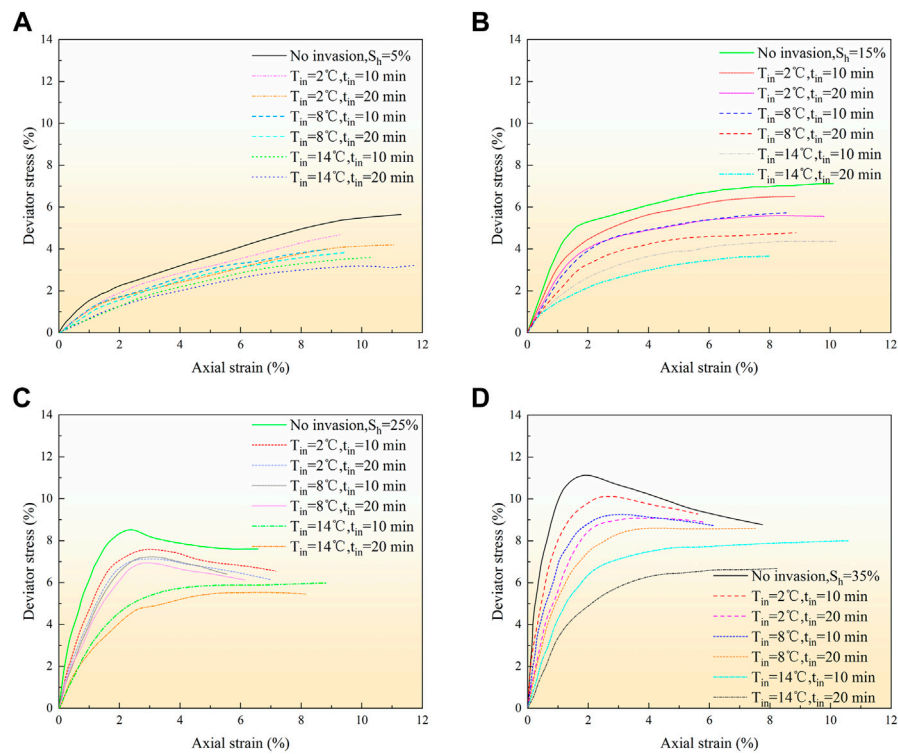 A
14
12
10
8
6
4
2
0
0 2 4 6 8 10 12
Deviator stress (%)
Axial strain (%)
No invasion,Sh=5%
Tin=2℃,tin=10 min
Tin=2℃,tin=20 min
Tin=8℃,tin=10 min
Tin=8℃,tin=20 min
Tin=14℃,tin=10 min
Tin=14℃,tin=20 min
B
14
12
10
8
6
4
2
0
0 2 4 6 8 10 12
Deviator stress (%)
Axial strain (%)
No invasion,Sh=15%
Tin=2℃,tin=10 min
Tin=2℃,tin=20 min
Tin=8℃,tin=10 min
Tin=8℃,tin=20 min
Tin=14℃,tin=10 min
Tin=14℃,tin=20 min
C
14
12
10
8
6
4
2
0
0 2 4 6 8 10 12
Deviator stress (%)
Axial strain (%)
No invasion,Sh=25%
Tin=2℃,tin=10 min
Tin=2℃,tin=20 min
Tin=8℃,tin=10 min
Tin=8℃,tin=20 min
Tin=14℃,tin=10 min
Tin=14℃,tin=20 min
D
14
12
10
8
6
4
2
0
0 2 4 6 8 10 12
Deviator stress (%)
Axial strain (%)
No invasion,Sh=35%
Tin=2℃,tin=10 min
Tin=2℃,tin=20 min
Tin=8℃,tin=10 min
Tin=8℃,tin=20 min
Tin=14℃,tin=10 min
Tin=14℃,tin=20 min